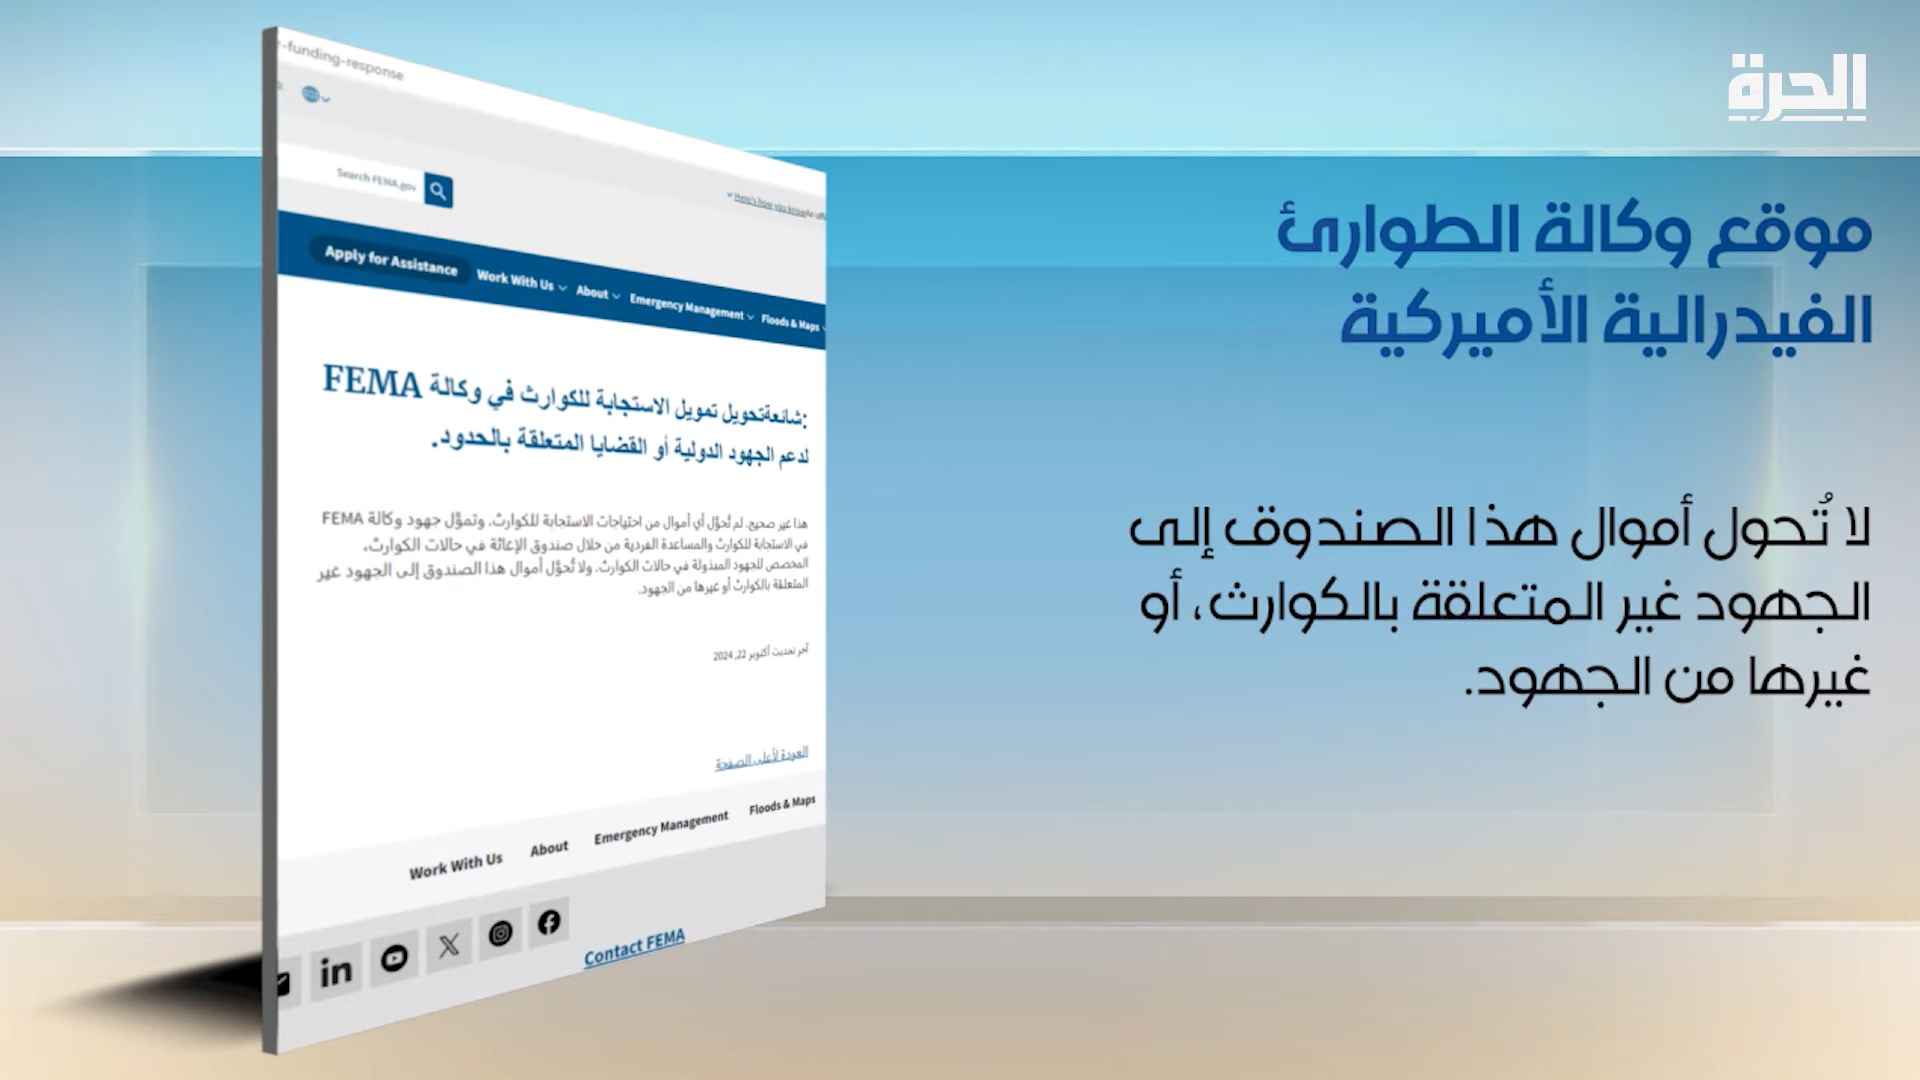 الحرة
موقع وكالة الطوارئ
الفيدرالية الأميركية
لا تُحول أموال هذا الصندوق إلى
الجهود غير المتعلقة بالكوارث، أو
غيرها من الجهود.
-funding-response
Search FEMA.gov
Here's how you know
Apply for Assistance Work With Us About Emergency Management Floods & Maps
:شائعةتحويل تمويل الاستجابة للكوارث في وكالة FEMA
لدعم الجهود الدولية أو القضايا المتعلقة بالحدود.
هذا غير صحيح. لم تُحوَّل أي أموال من احتياجات الاستجابة للكوارث. وتموَّل جهود وكالة FEMA
في الاستجابة للكوارث والمساعدة الفردية من خلال صندوق الإغاثة في حالات الكوارث،
المخصص للجهود المبذولة في حالات الكوارث. ولا تُحوَّل أموال هذا الصندوق إلى الجهود غير
المتعلقة بالكوارث أو غيرها من الجهود.
آخر تحديث أكتوبر 22, 2024
العودة لأعلى الصفحة
Work With Us About Emergency Management Floods & Maps
Contact FEMA